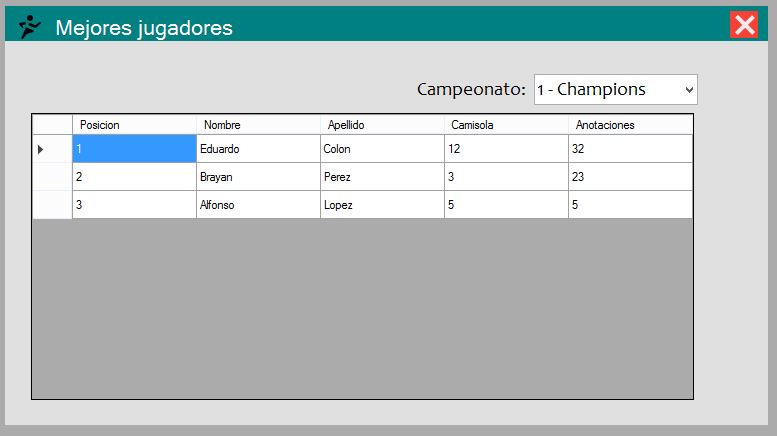 Mejores jugadores
Campeonato: 1 - Champions
Posicion Nombre Apellido Camisola Anotaciones
1 Eduardo Colon 12 32
2 Brayan Perez 3 23
3 Alfonso Lopez 5 5